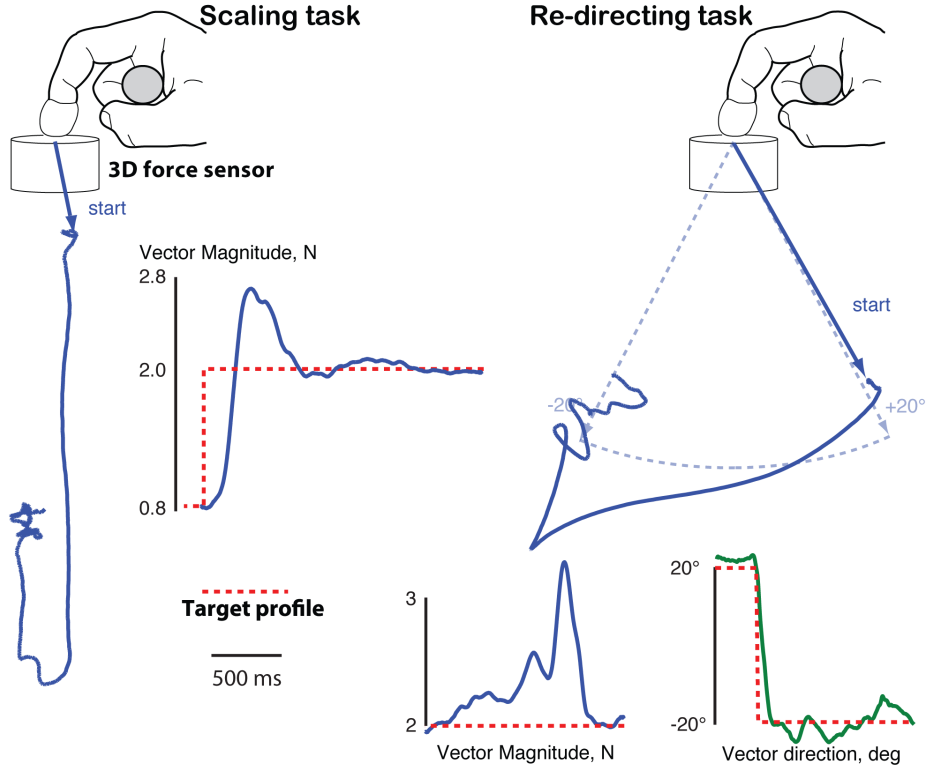 Scaling task
Re-directing task
3D force sensor
start
Vector Magnitude, N
2.8
2.0
0.8
start
-20°
+20°
Target profile
500 ms
3
2
Vector Magnitude, N
20°
-20°
Vector direction, deg